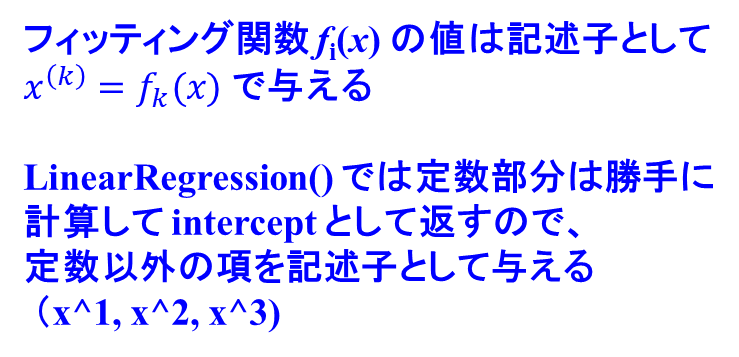 フィッティング関数fi(x) の値は記述子として
x^(k) = fk(x) で与える
LinearRegression() では定数部分は勝手に
計算して intercept として返すので、
定数以外の項を記述子として与える
（x^1, x^2, x^3)